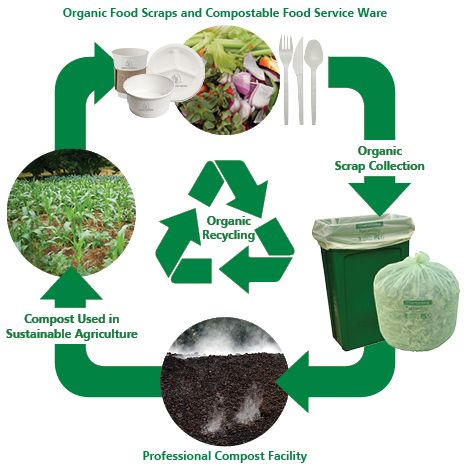 Organic Food Scraps and Compostable Food Service Ware
Organic
Scrap Collection
Organic
Recycling
Compost Used in
Sustainable Agriculture
Professional Compost Facility